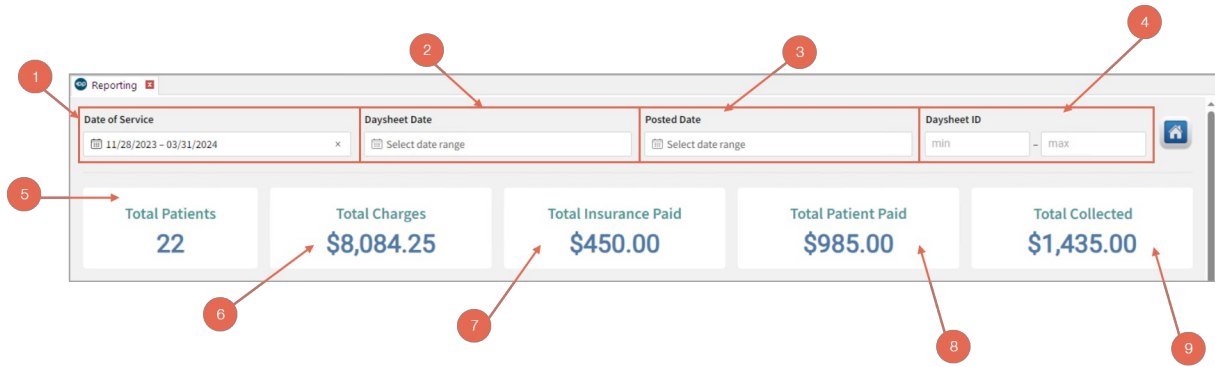 4
2
3
1
Reporting x
Date of Service
Daysheet Date
Posted Date
Daysheet ID
11/28/2023 – 03/31/2024 ×
Select date range
Select date range
min – max
5
Total Patients
Total Charges
Total Insurance Paid
Total Patient Paid
Total Collected
22
$8,084.25
$450.00
$985.00
$1,435.00
6
7
8
9